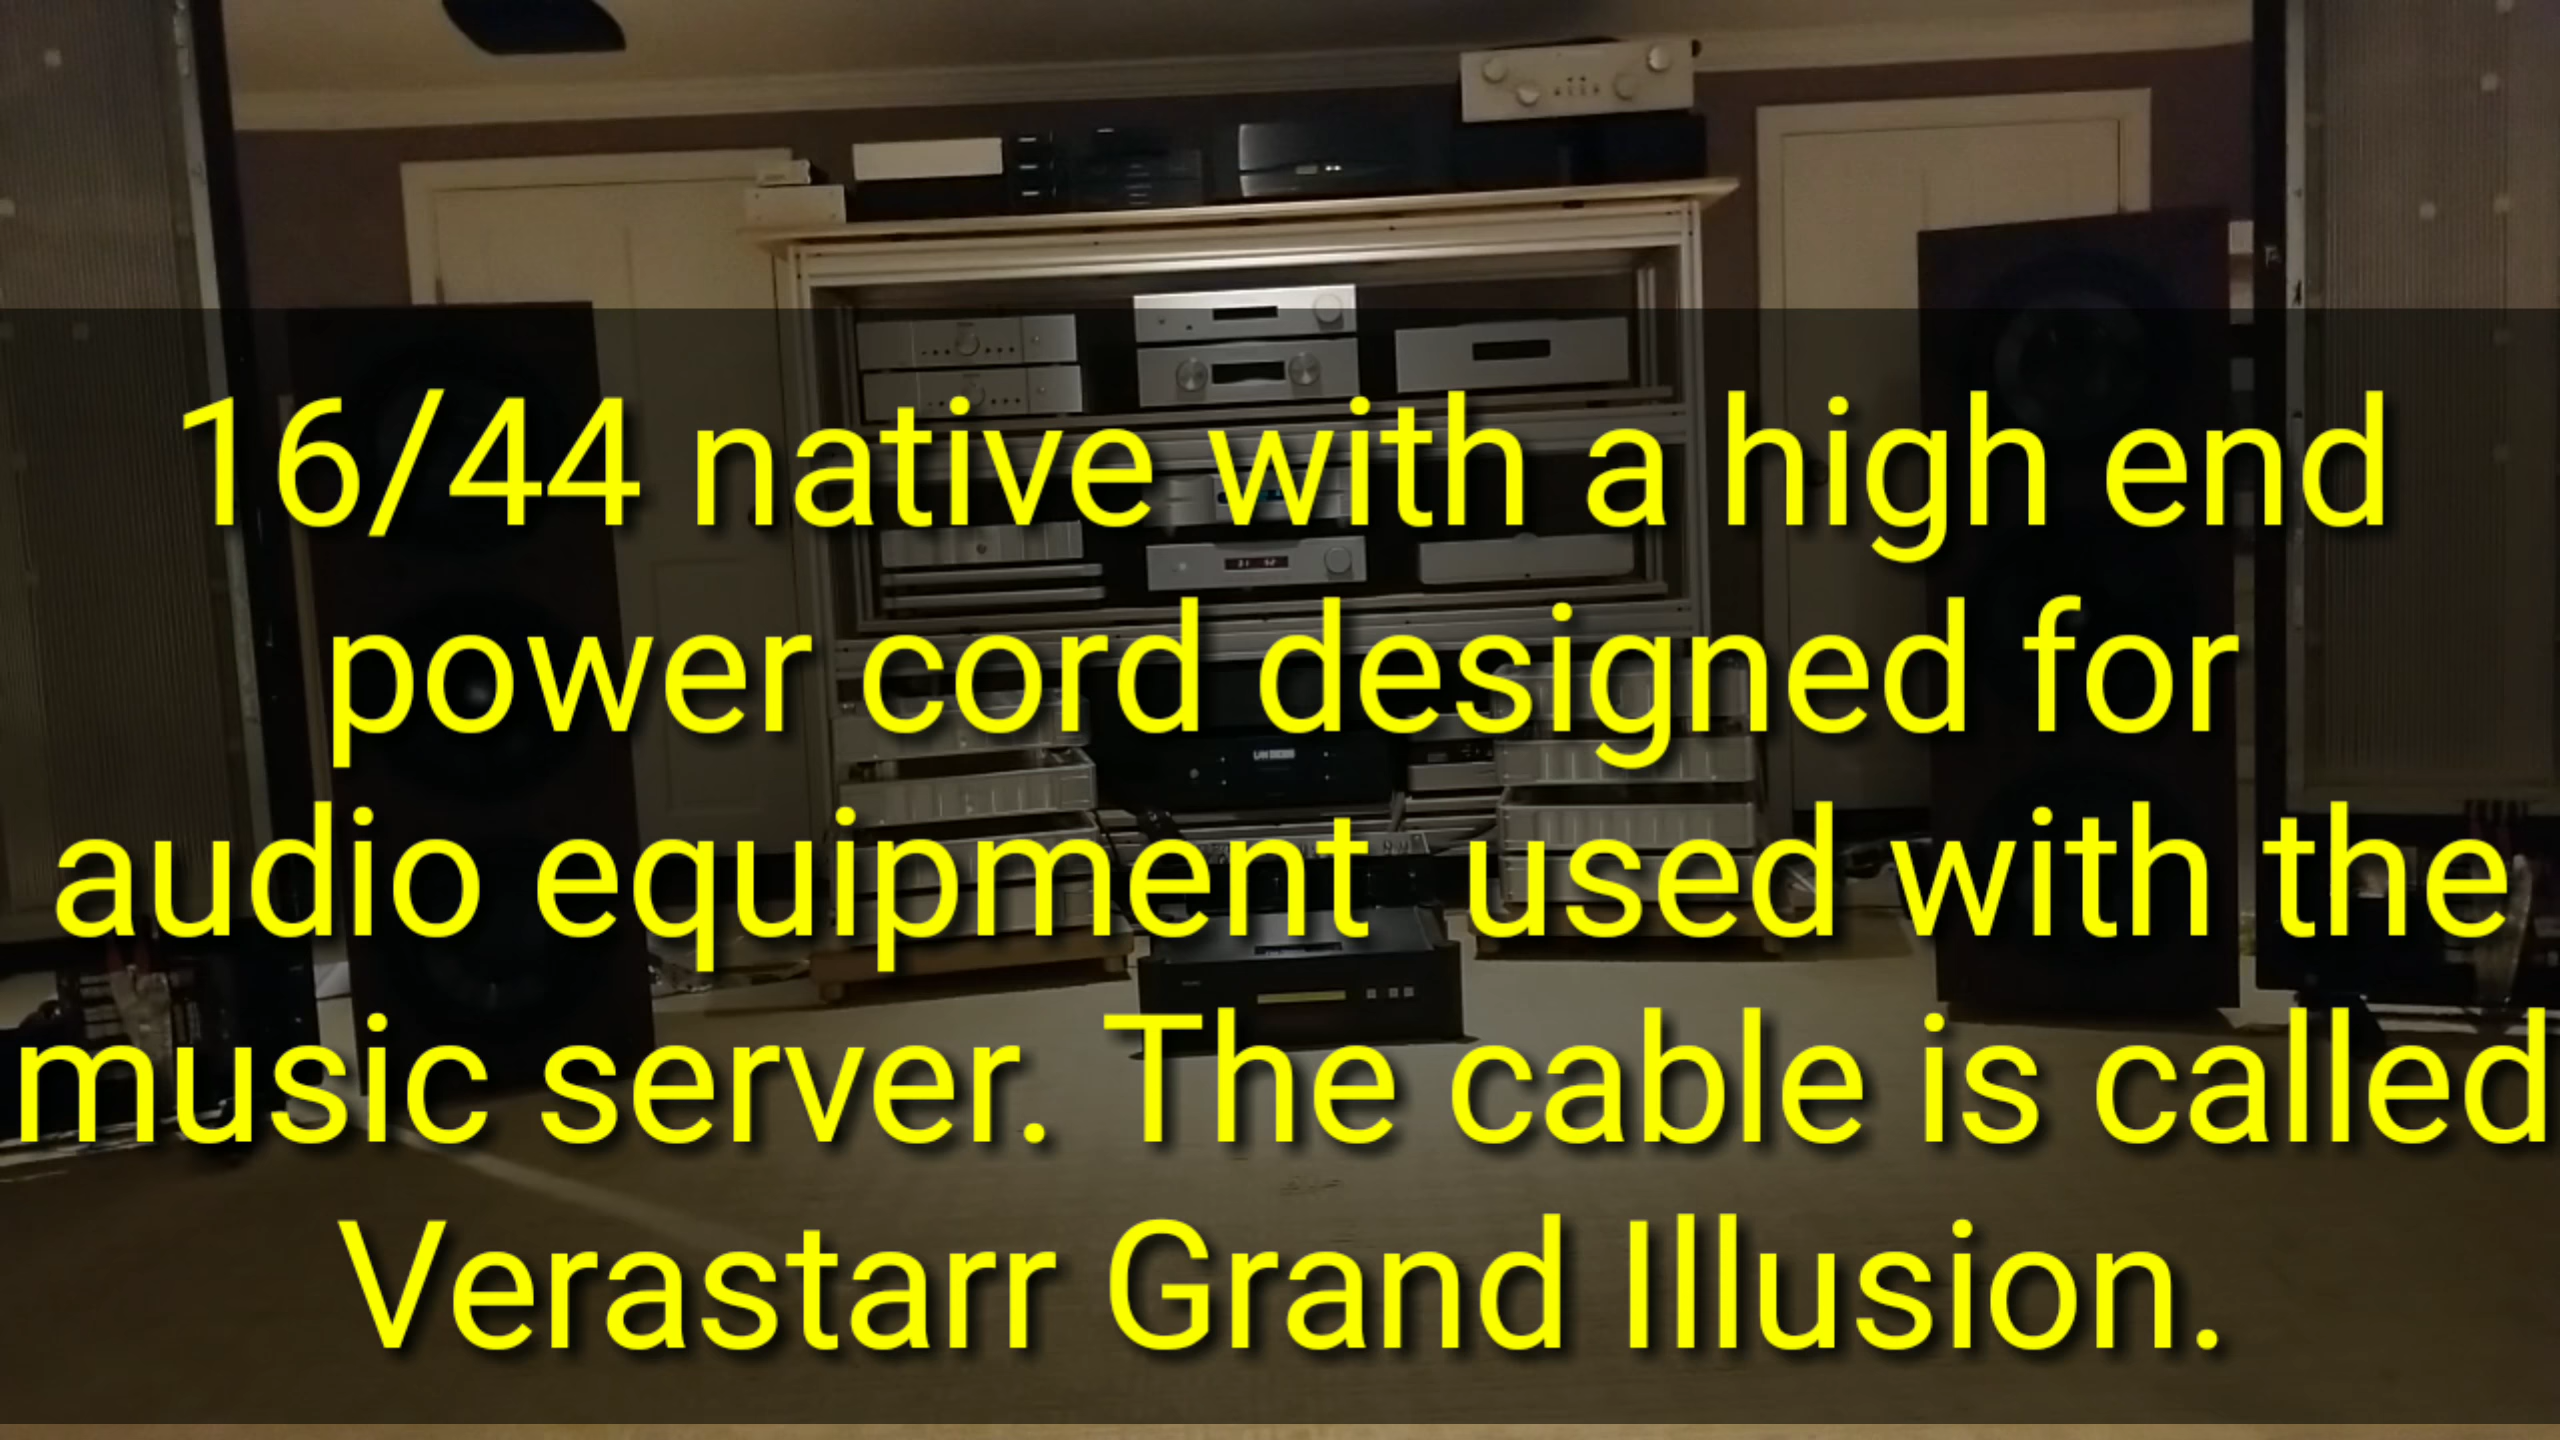 16/44 native with a high end
power cord designed for
audio equipment  used with the
music server. The cable is called
Verastarr Grand Illusion.